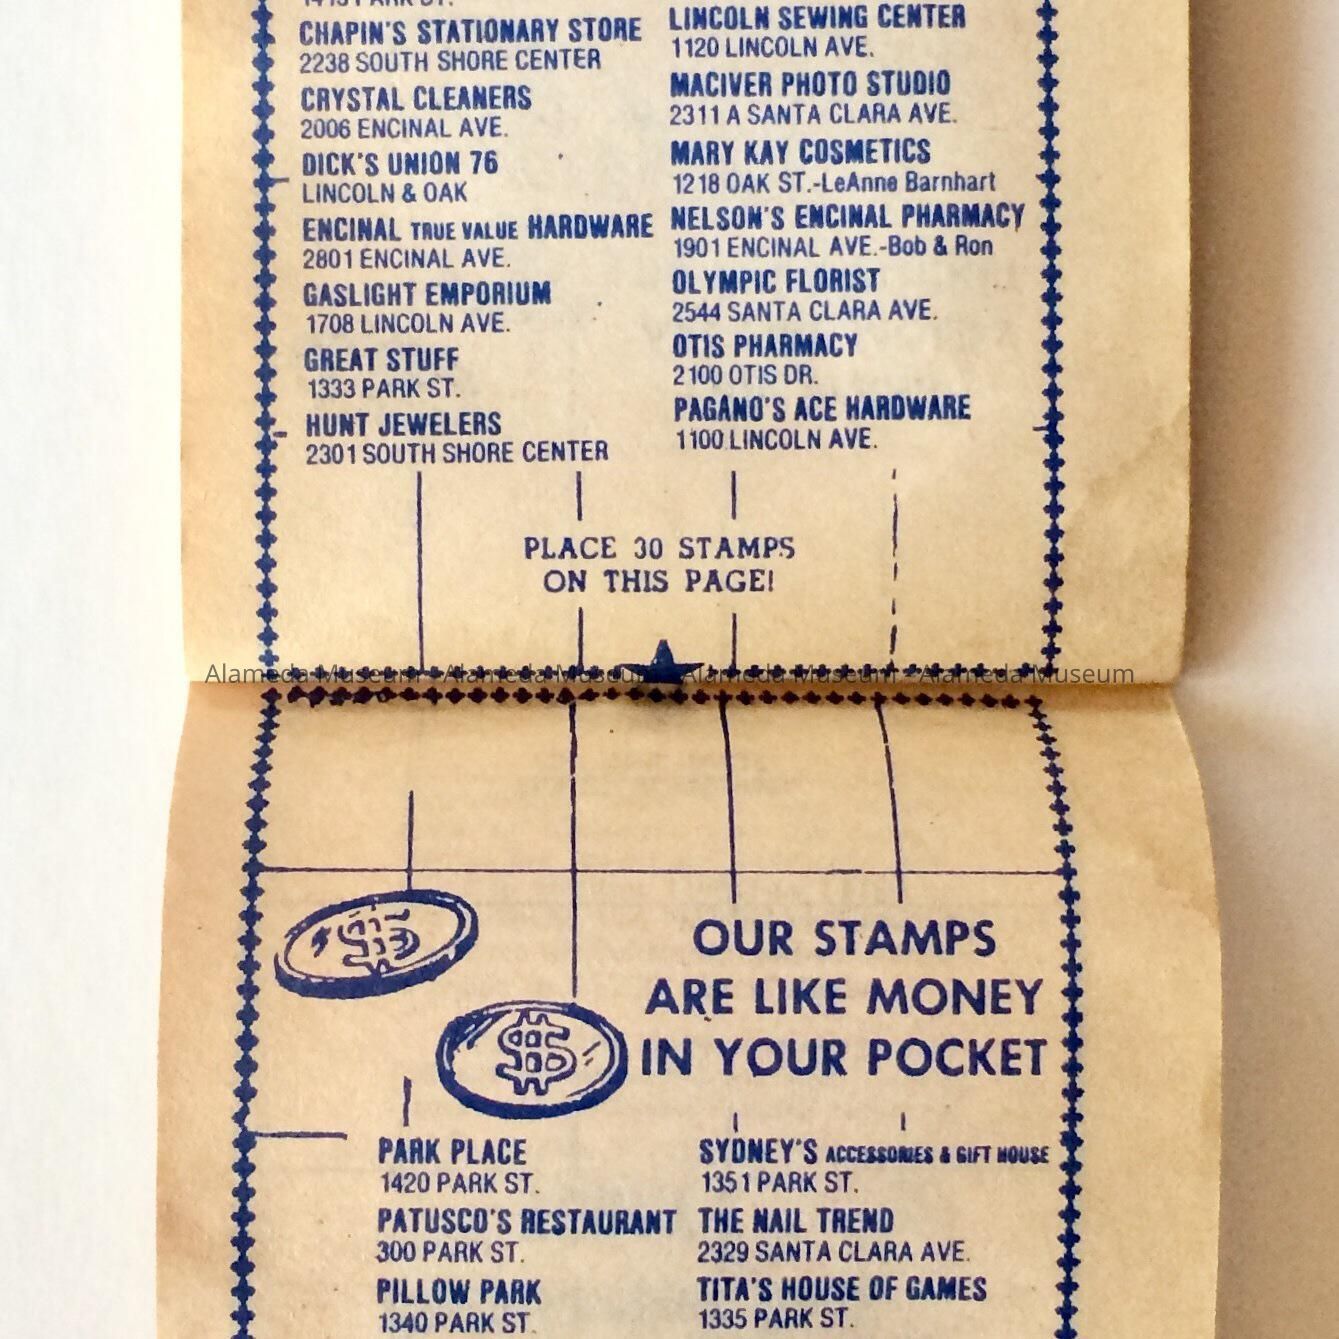 CHAPIN'S STATIONARY STORE
2238 SOUTH SHORE CENTER
CRYSTAL CLEANERS
2006 ENCINAL AVE.
DICK'S UNION 76
LINCOLN & OAK
ENCINAL TRUE VALUE HARDWARE
2801 ENCINAL AVE.
GASLIGHT EMPORIUM
1708 LINCOLN AVE.
GREAT STUFF
1333 PARK ST.
HUNT JEWELERS
2301 SOUTH SHORE CENTER
LINCOLN SEWING CENTER
1120 LINCOLN AVE.
MACIVER PHOTO STUDIO
2311 A SANTA CLARA AVE.
MARY KAY COSMETICS
1218 OAK ST.-LeAnne Barnhart
NELSON'S ENCINAL PHARMACY
1901 ENCINAL AVE.-Bob & Ron
OLYMPIC FLORIST
2544 SANTA CLARA AVE.
OTIS PHARMACY
2100 OTIS DR.
PAGANO'S ACE HARDWARE
1100 LINCOLN AVE.
PLACE 30 STAMPS
ON THIS PAGE!
Alameda Museum - Alameda Museum - Alameda Museum - Alameda Museum
OUR STAMPS
ARE LIKE MONEY
IN YOUR POCKET
PARK PLACE
1420 PARK ST.
PATUSCO'S RESTAURANT
300 PARK ST.
PILLOW PARK
1340 PARK ST.
SYDNEY'S ACCESSORIES & GIFT HOUSE
1351 PARK ST.
THE NAIL TREND
2329 SANTA CLARA AVE.
TITA'S HOUSE OF GAMES
1335 PARK ST.